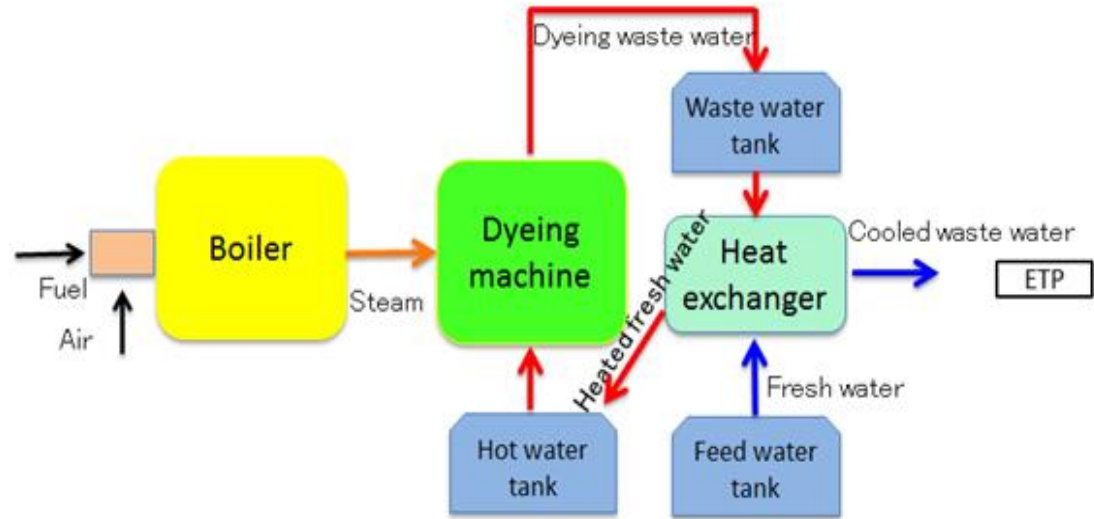 Dyeing waste water
Waste water
tank
Boiler
Dyeing
machine
Heat
exchanger
Cooled waste water
ETP
Fuel
Air
Steam
Heated fresh water
Fresh water
Hot water
tank
Feed water
tank